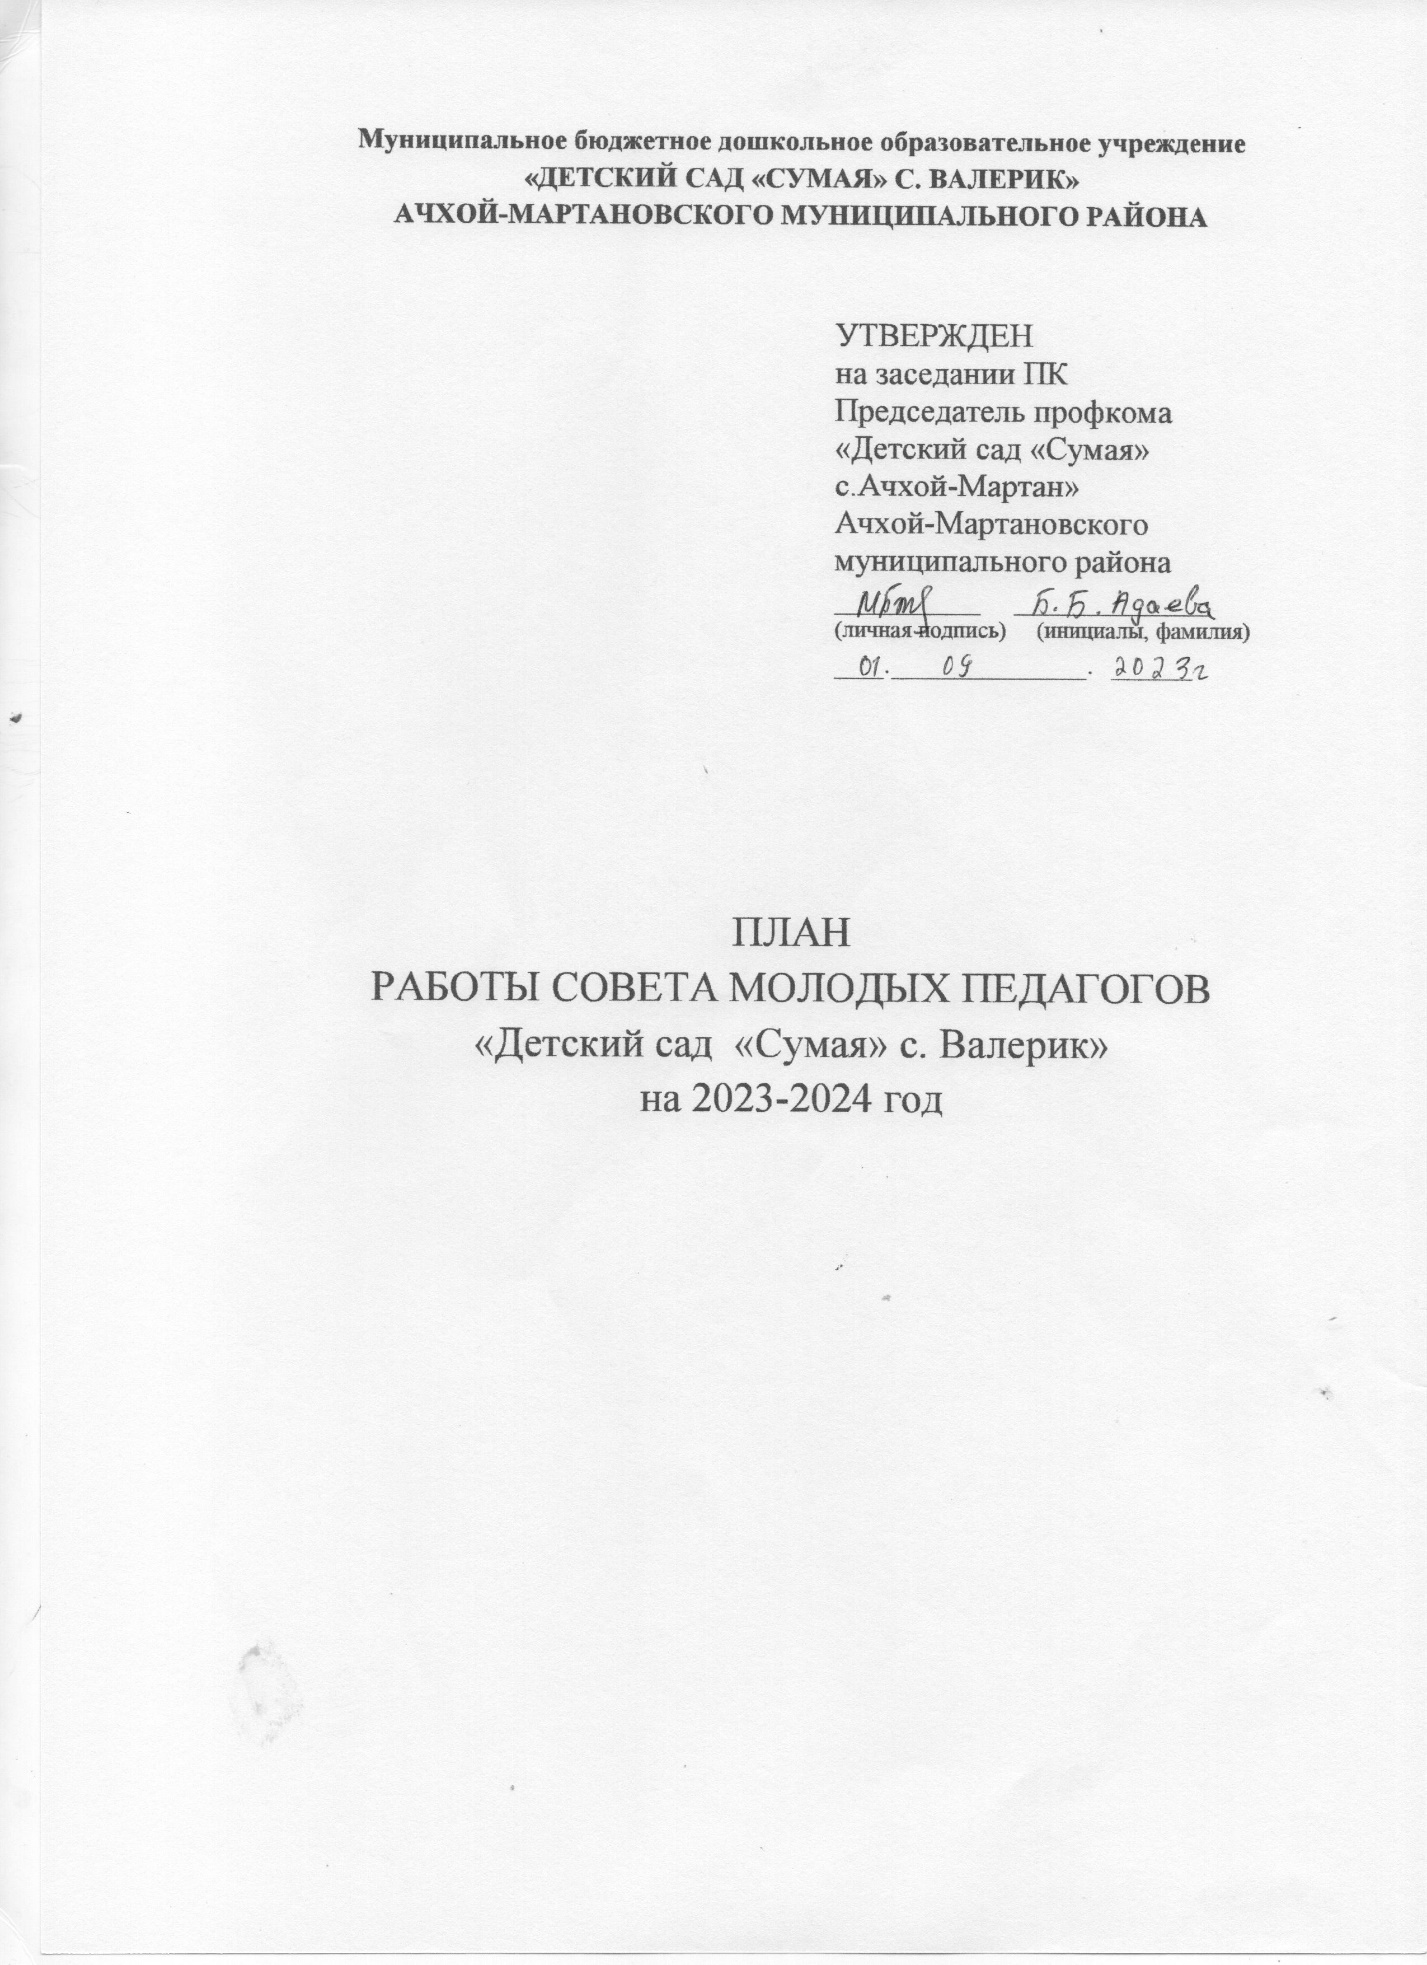 Муниципальное бюджетное дошкольное образовательное учреждение
«ДЕТСКИЙ САД «СУМАЯ» С. ВАЛЕРИК»
АЧХОЙ-МАРТАНОВСКОГО МУНИЦИПАЛЬНОГО РАЙОНА
УТВЕРЖДЕН
на заседании ПК
Председатель профкома
«Детский сад «Сумая»
с.Ачхой-Мартан»
Ачхой-Мартановского
муниципального района
Б.Б.Адаева
(личная подпись) (инициалы, фамилия)
01. 09 . 2023г
ПЛАН
РАБОТЫ СОВЕТА МОЛОДЫХ ПЕДАГОГОВ
«Детский сад «Сумая» с. Валерик»
на 2023-2024 год